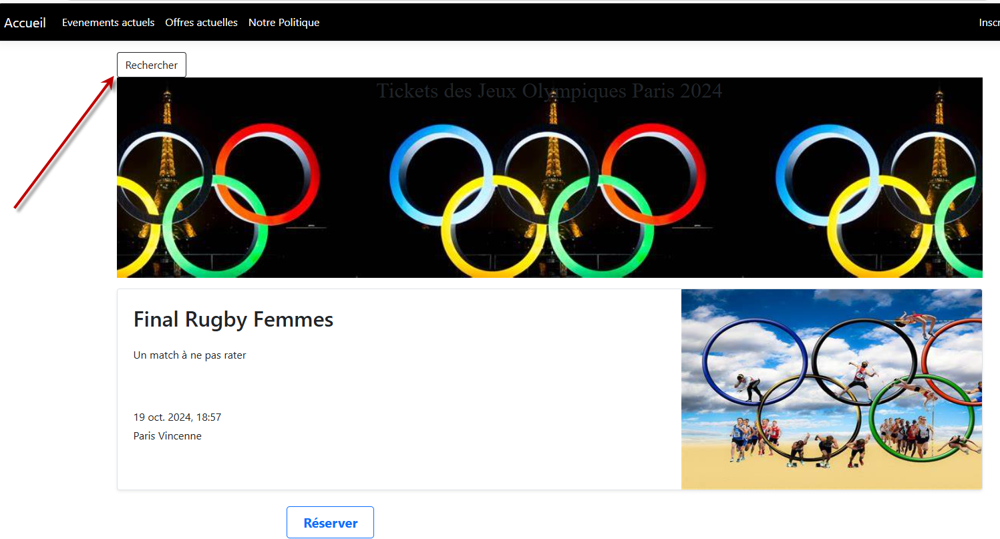 Accueil Evenements actuels Offres actuelles Notre Politique Inscr
Rechercher
Tickets des Jeux Olympiques Paris 2024
Final Rugby Femmes
Un match à ne pas rater
19 oct. 2024, 18:57
Paris Vincenne
Réserver